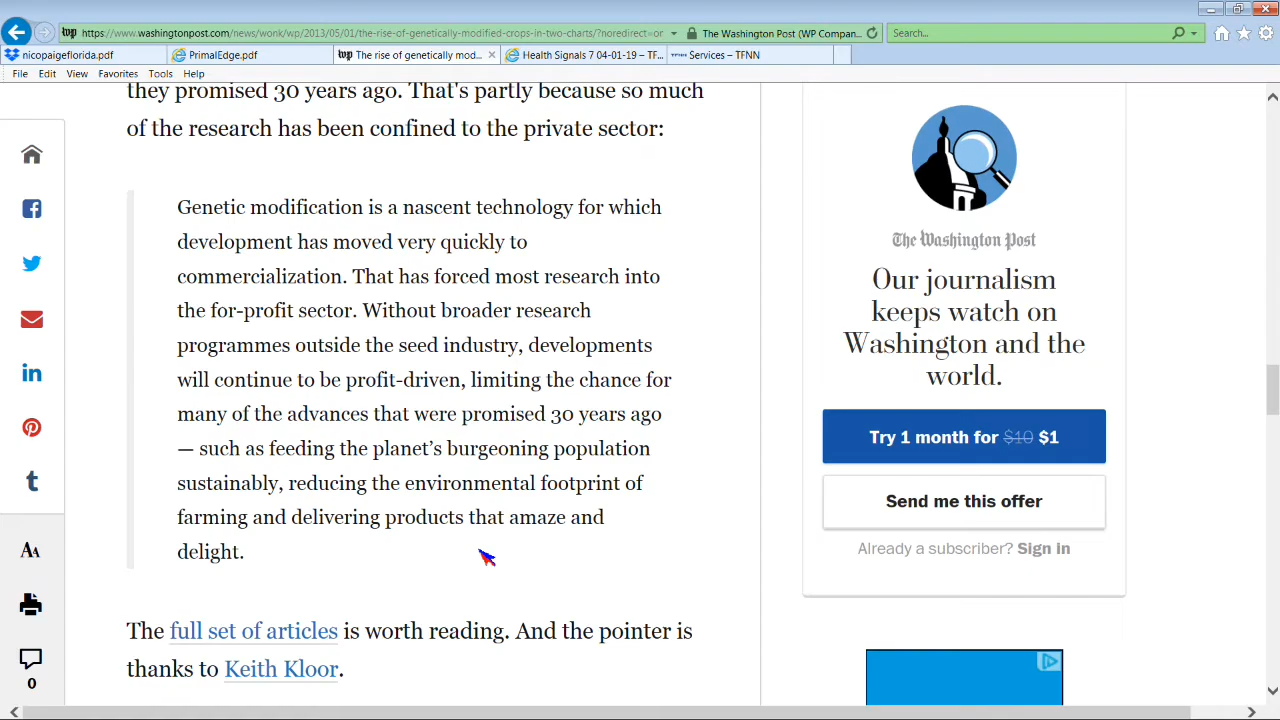 wp https://www.washingtonpost.com/news/wonk/wp/2013/05/01/the-rise-of-genetically-modified-crops-in-two-charts/?noredirect=or
The Washington Post (WP Compan...
Search...
nicopaigeflorida.pdf
PrimalEdge.pdf
wp The rise of genetically mod...
Health Signals 7 04-01-19 – TF...
TFNN Services – TFNN
File Edit View Favorites Tools Help
they promised 30 years ago. That's partly because so much
of the research has been confined to the private sector:
Genetic modification is a nascent technology for which
development has moved very quickly to
commercialization. That has forced most research into
the for-profit sector. Without broader research
programmes outside the seed industry, developments
will continue to be profit-driven, limiting the chance for
many of the advances that were promised 30 years ago
— such as feeding the planet’s burgeoning population
sustainably, reducing the environmental footprint of
farming and delivering products that amaze and
delight.
The full set of articles is worth reading. And the pointer is
thanks to Keith Kloor.
AA
0
The Washington Post
Our journalism
keeps watch on
Washington and the
world.
Try 1 month for $10 $1
Send me this offer
Already a subscriber? Sign in